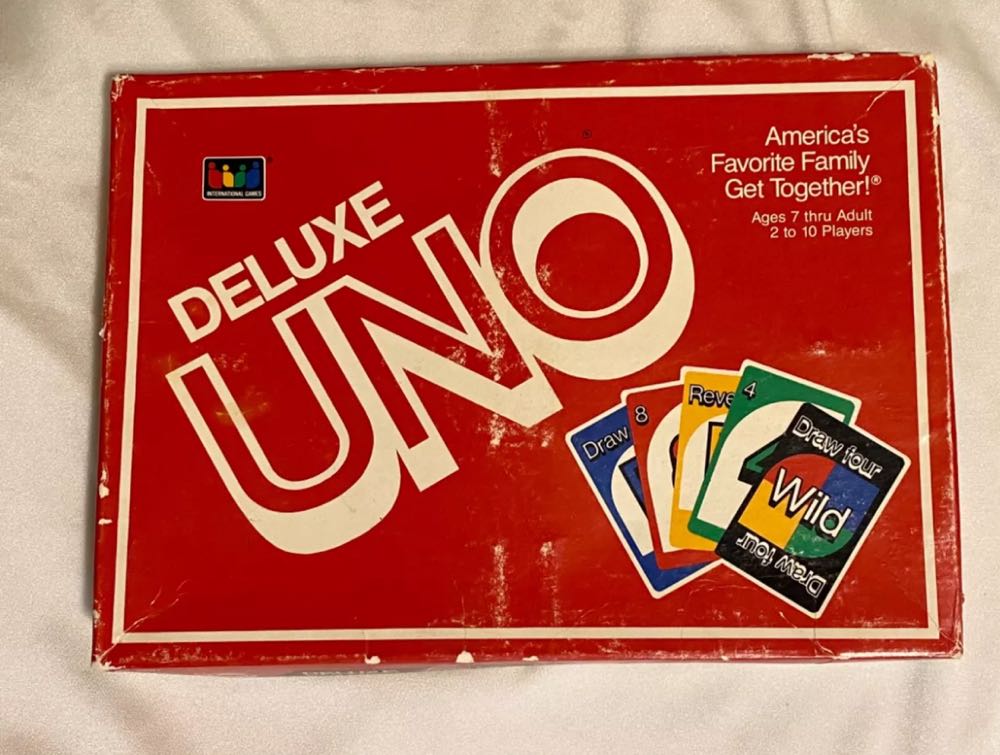 INTERNATIONAL GAMES
DELUXE
UNO
®
America's
Favorite Family
Get Together!®
Ages 7 thru Adult
2 to 10 Players
Draw
8
Reve
4
Draw four
Wild
Draw four
DELUXE